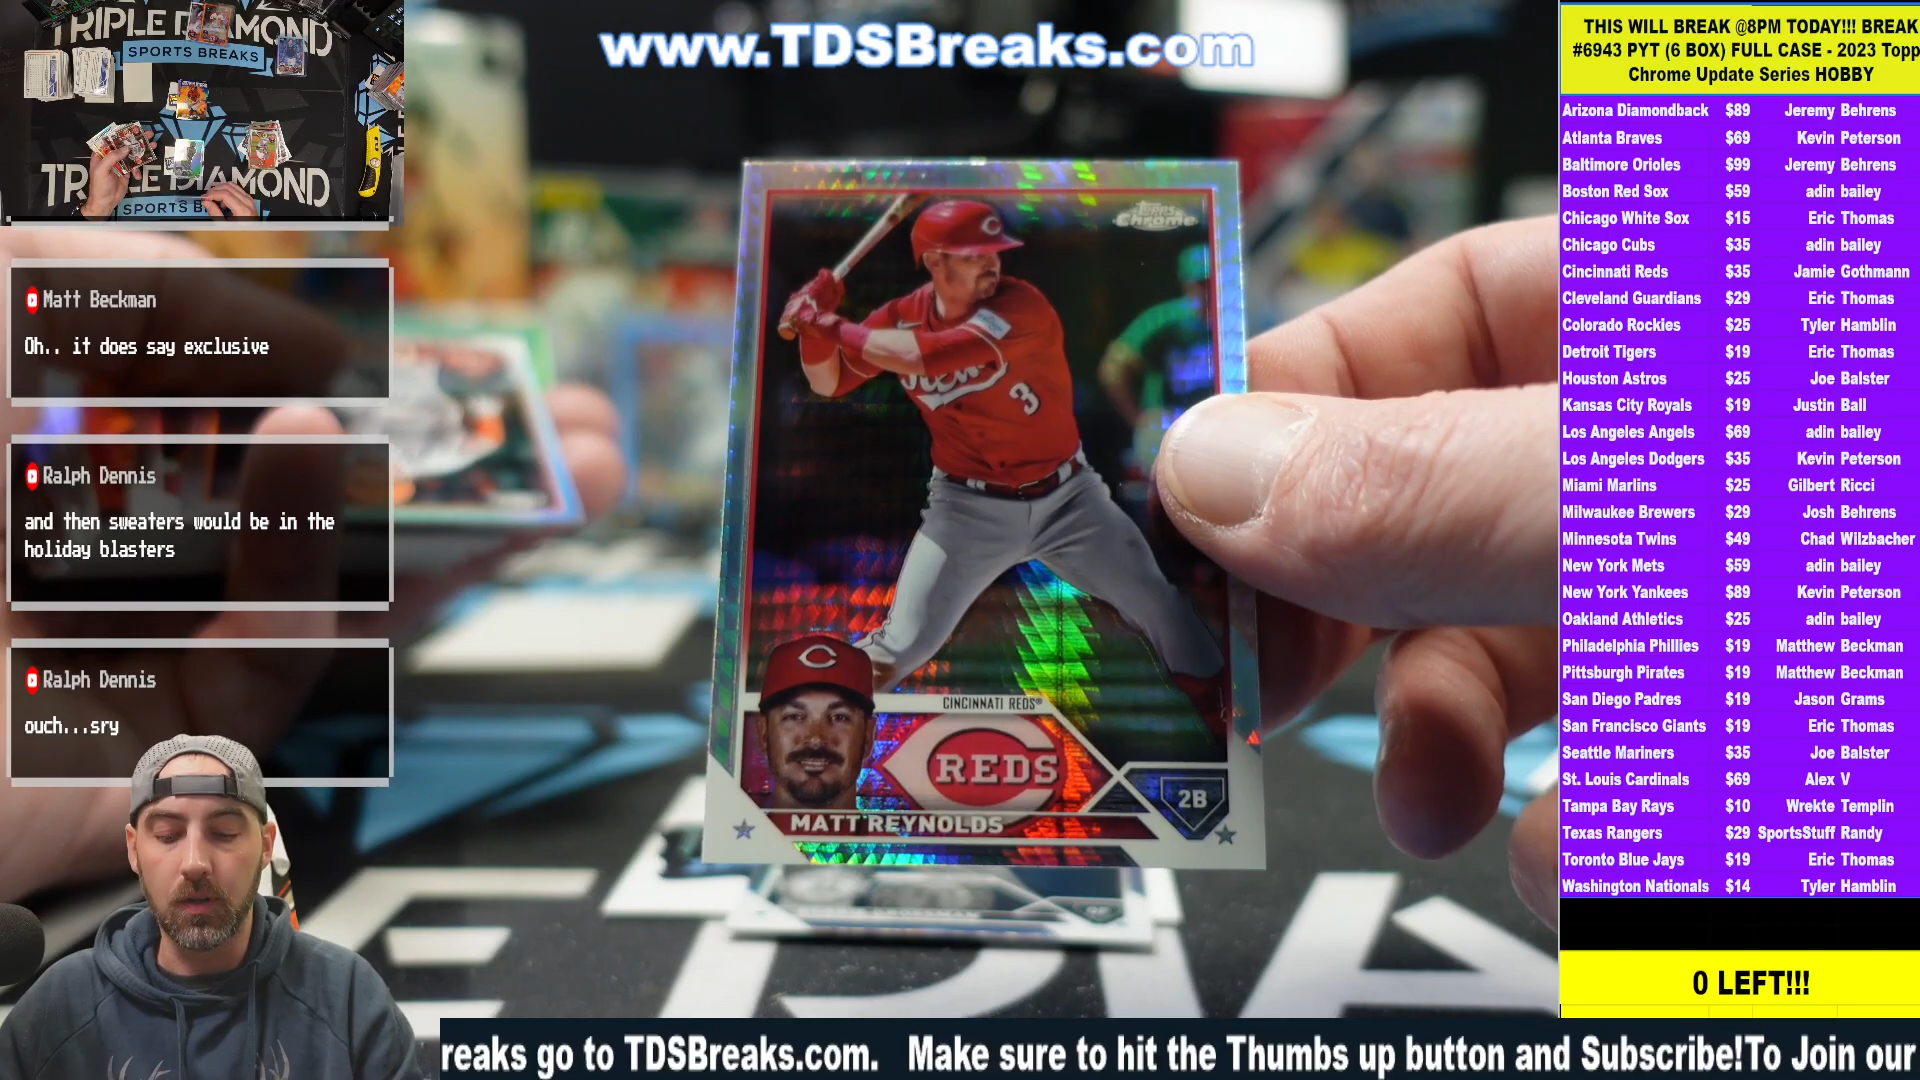 TRIPLE DIAMOND
SPORTS BREAKS
TRIPLE DIAMOND
www.TDSBreaks.com
Matt Beckman
Oh.. it does say exclusive
Ralph Dennis
and then sweaters would be in the
holiday blasters
Ralph Dennis
ouch...sry
Topps
Chrome
3
CINCINNATI REDS®
REDS
2B
MATT REYNOLDS
THIS WILL BREAK @8PM TODAY!!! BREAK
#6943 PYT (6 BOX) FULL CASE - 2023 Topp
Chrome Update Series HOBBY
Arizona Diamondback $89 Jeremy Behrens
Atlanta Braves $69 Kevin Peterson
Baltimore Orioles $99 Jeremy Behrens
Boston Red Sox $59 adin bailey
Chicago White Sox $15 Eric Thomas
Chicago Cubs $35 adin bailey
Cincinnati Reds $35 Jamie Gothmann
Cleveland Guardians $29 Eric Thomas
Colorado Rockies $25 Tyler Hamblin
Detroit Tigers $19 Eric Thomas
Houston Astros $25 Joe Balster
Kansas City Royals $19 Justin Ball
Los Angeles Angels $69 adin bailey
Los Angeles Dodgers $35 Kevin Peterson
Miami Marlins $25 Gilbert Ricci
Milwaukee Brewers $29 Josh Behrens
Minnesota Twins $49 Chad Wilzbacher
New York Mets $59 adin bailey
New York Yankees $89 Kevin Peterson
Oakland Athletics $25 adin bailey
Philadelphia Phillies $19 Matthew Beckman
Pittsburgh Pirates $19 Matthew Beckman
San Diego Padres $19 Jason Grams
San Francisco Giants $19 Eric Thomas
Seattle Mariners $35 Joe Balster
St. Louis Cardinals $69 Alex V
Tampa Bay Rays $10 Wrekte Templin
Texas Rangers $29 SportsStuff Randy
Toronto Blue Jays $19 Eric Thomas
Washington Nationals $14 Tyler Hamblin
0 LEFT!!!
reaks go to TDSBreaks.com. Make sure to hit the Thumbs up button and Subscribe!To Join our